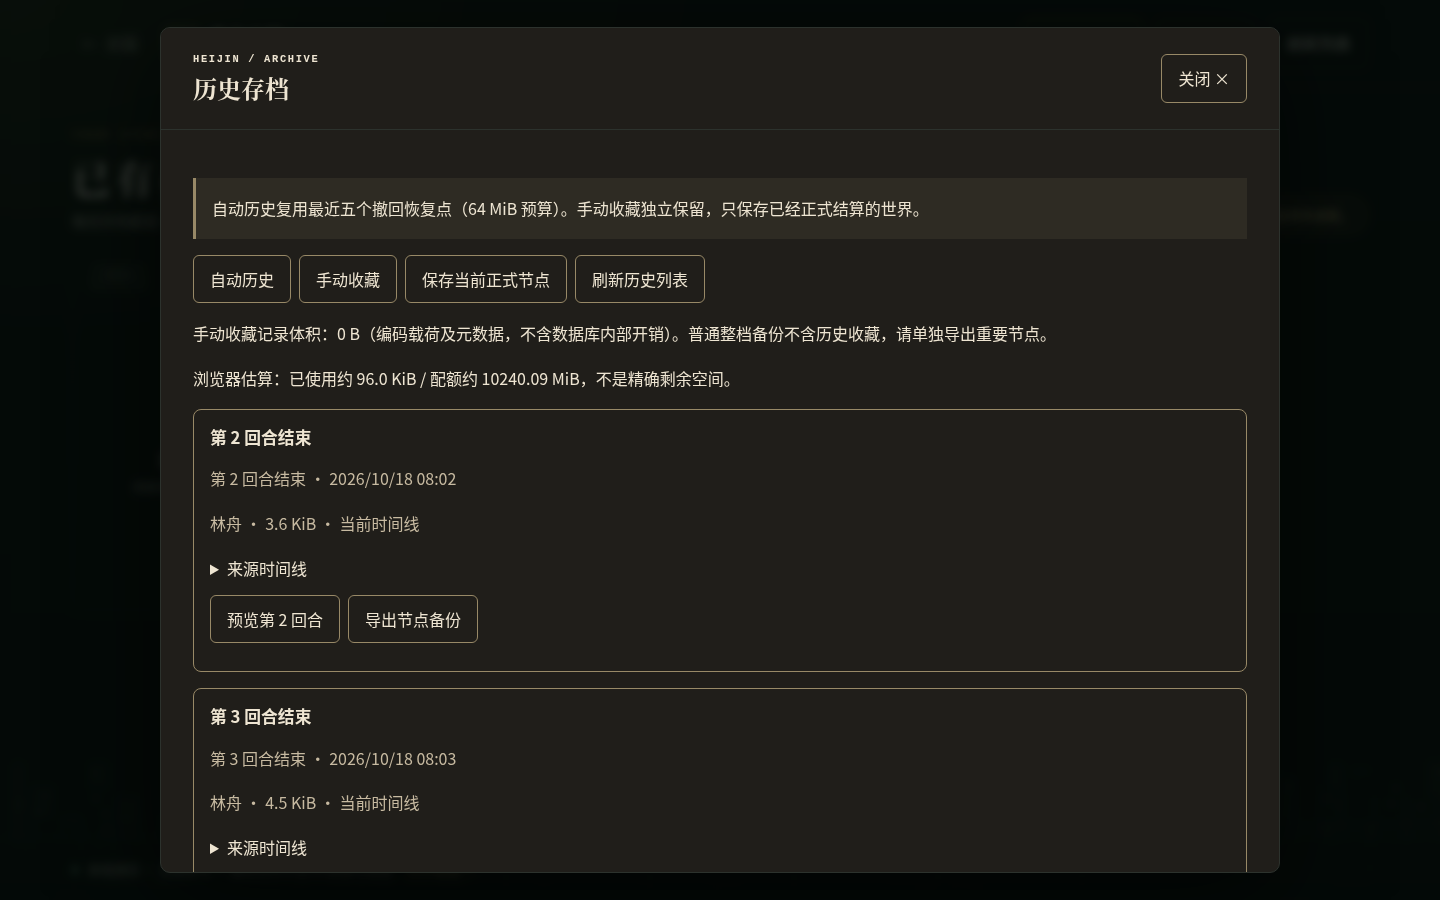 HEIJIN / ARCHIVE
历史存档
关闭 ×
自动历史复用最近五个撤回恢复点（64 MiB 预算）。手动收藏独立保留，只保存已经正式结算的世界。
自动历史
手动收藏
保存当前正式节点
刷新历史列表
手动收藏记录体积：0 B（编码载荷及元数据，不含数据库内部开销）。普通整档备份不含历史收藏，请单独导出重要节点。
浏览器估算：已使用约 96.0 KiB / 配额约 10240.09 MiB，不是精确剩余空间。
第 2 回合结束
第 2 回合结束 · 2026/10/18 08:02
林舟 · 3.6 KiB · 当前时间线
▶ 来源时间线
预览第 2 回合
导出节点备份
第 3 回合结束
第 3 回合结束 · 2026/10/18 08:03
林舟 · 4.5 KiB · 当前时间线
▶ 来源时间线
已有